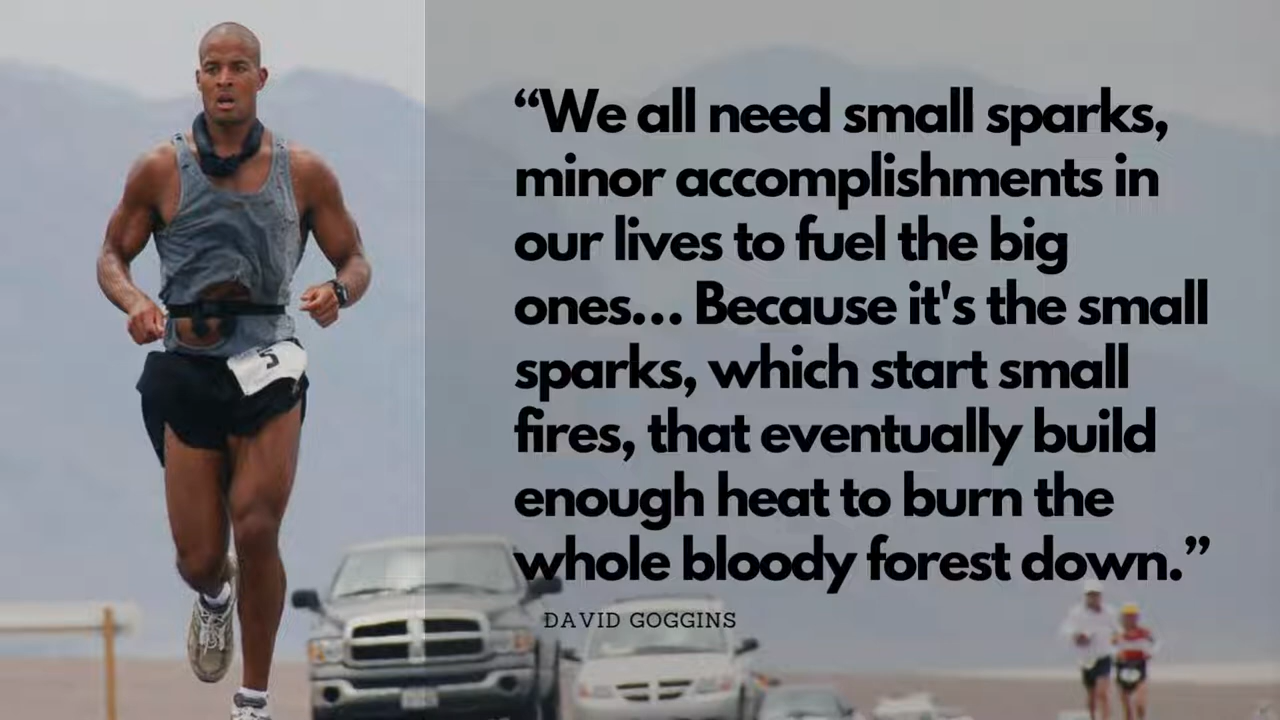 “We all need small sparks,
minor accomplishments in
our lives to fuel the big
ones... Because it's the small
sparks, which start small
fires, that eventually build
enough heat to burn the
whole bloody forest down.”
DAVID GOGGINS
5